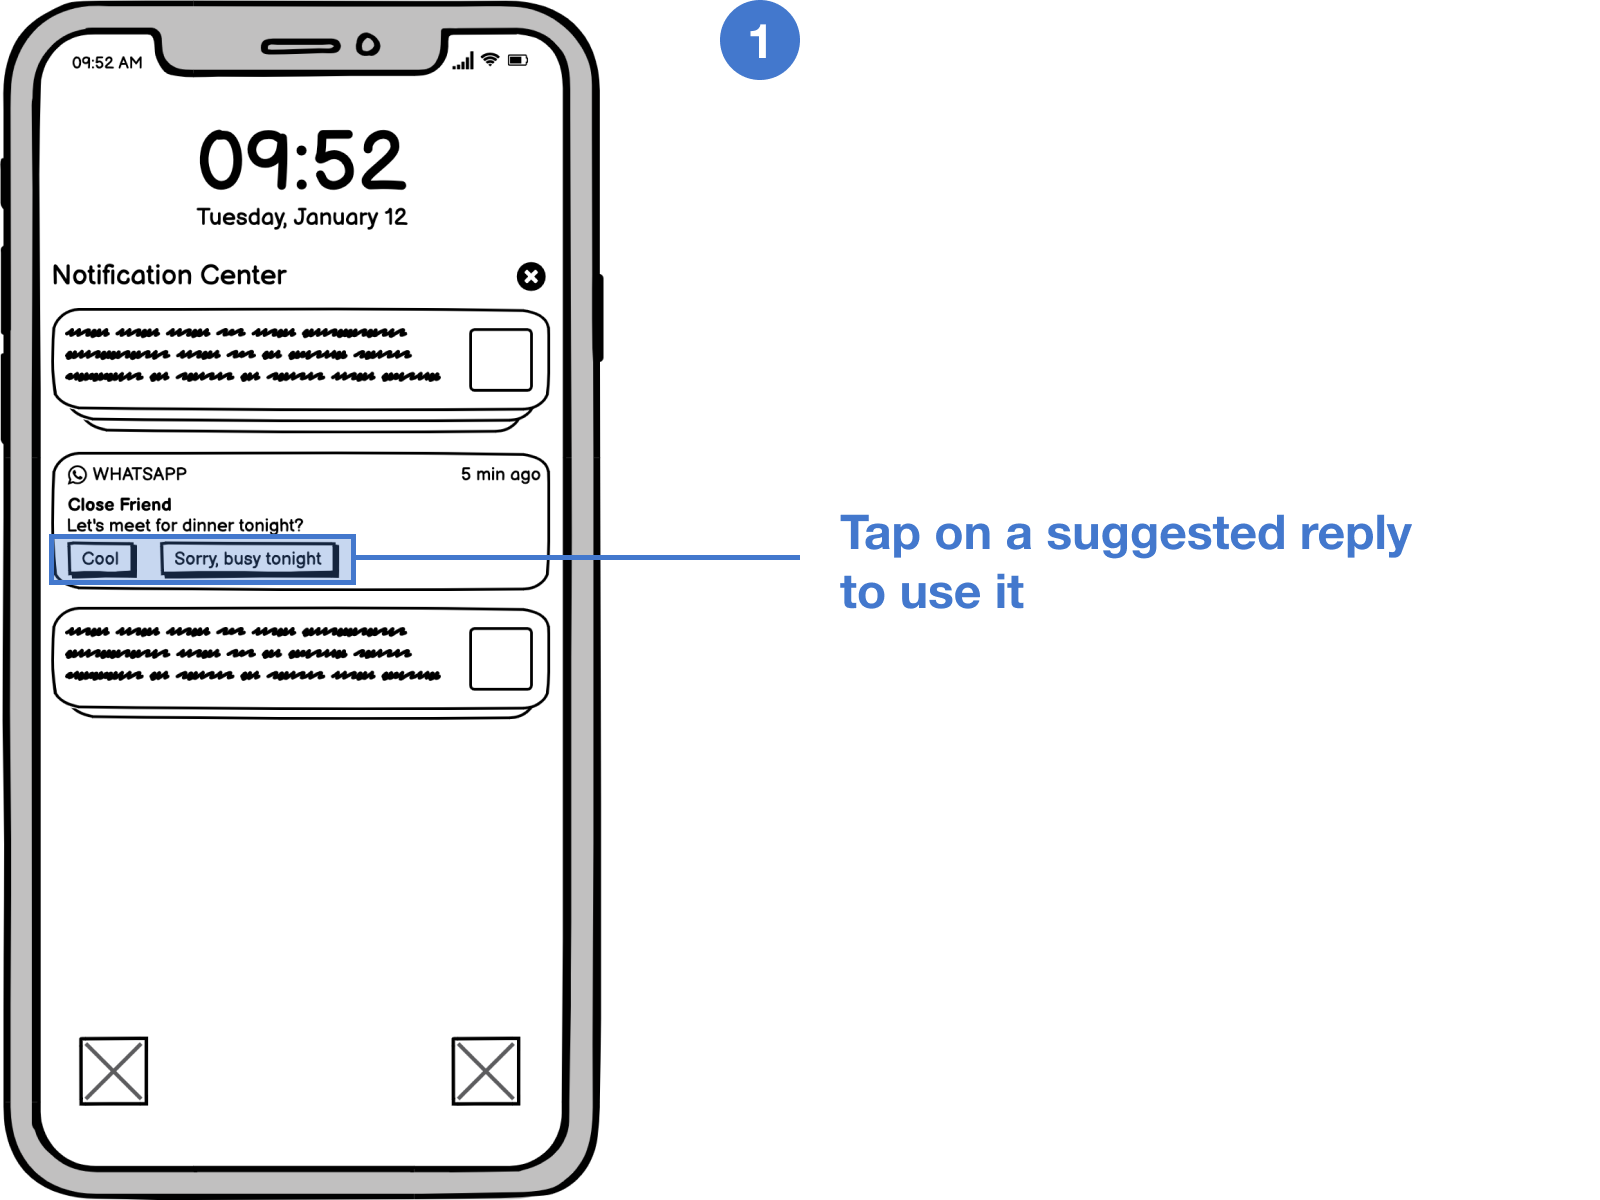 09:52 AM
1
09:52
Tuesday, January 12
Notification Center
WHATSAPP
5 min ago
Close Friend
Let's meet for dinner tonight?
Cool
Sorry, busy tonight
Tap on a suggested reply
to use it